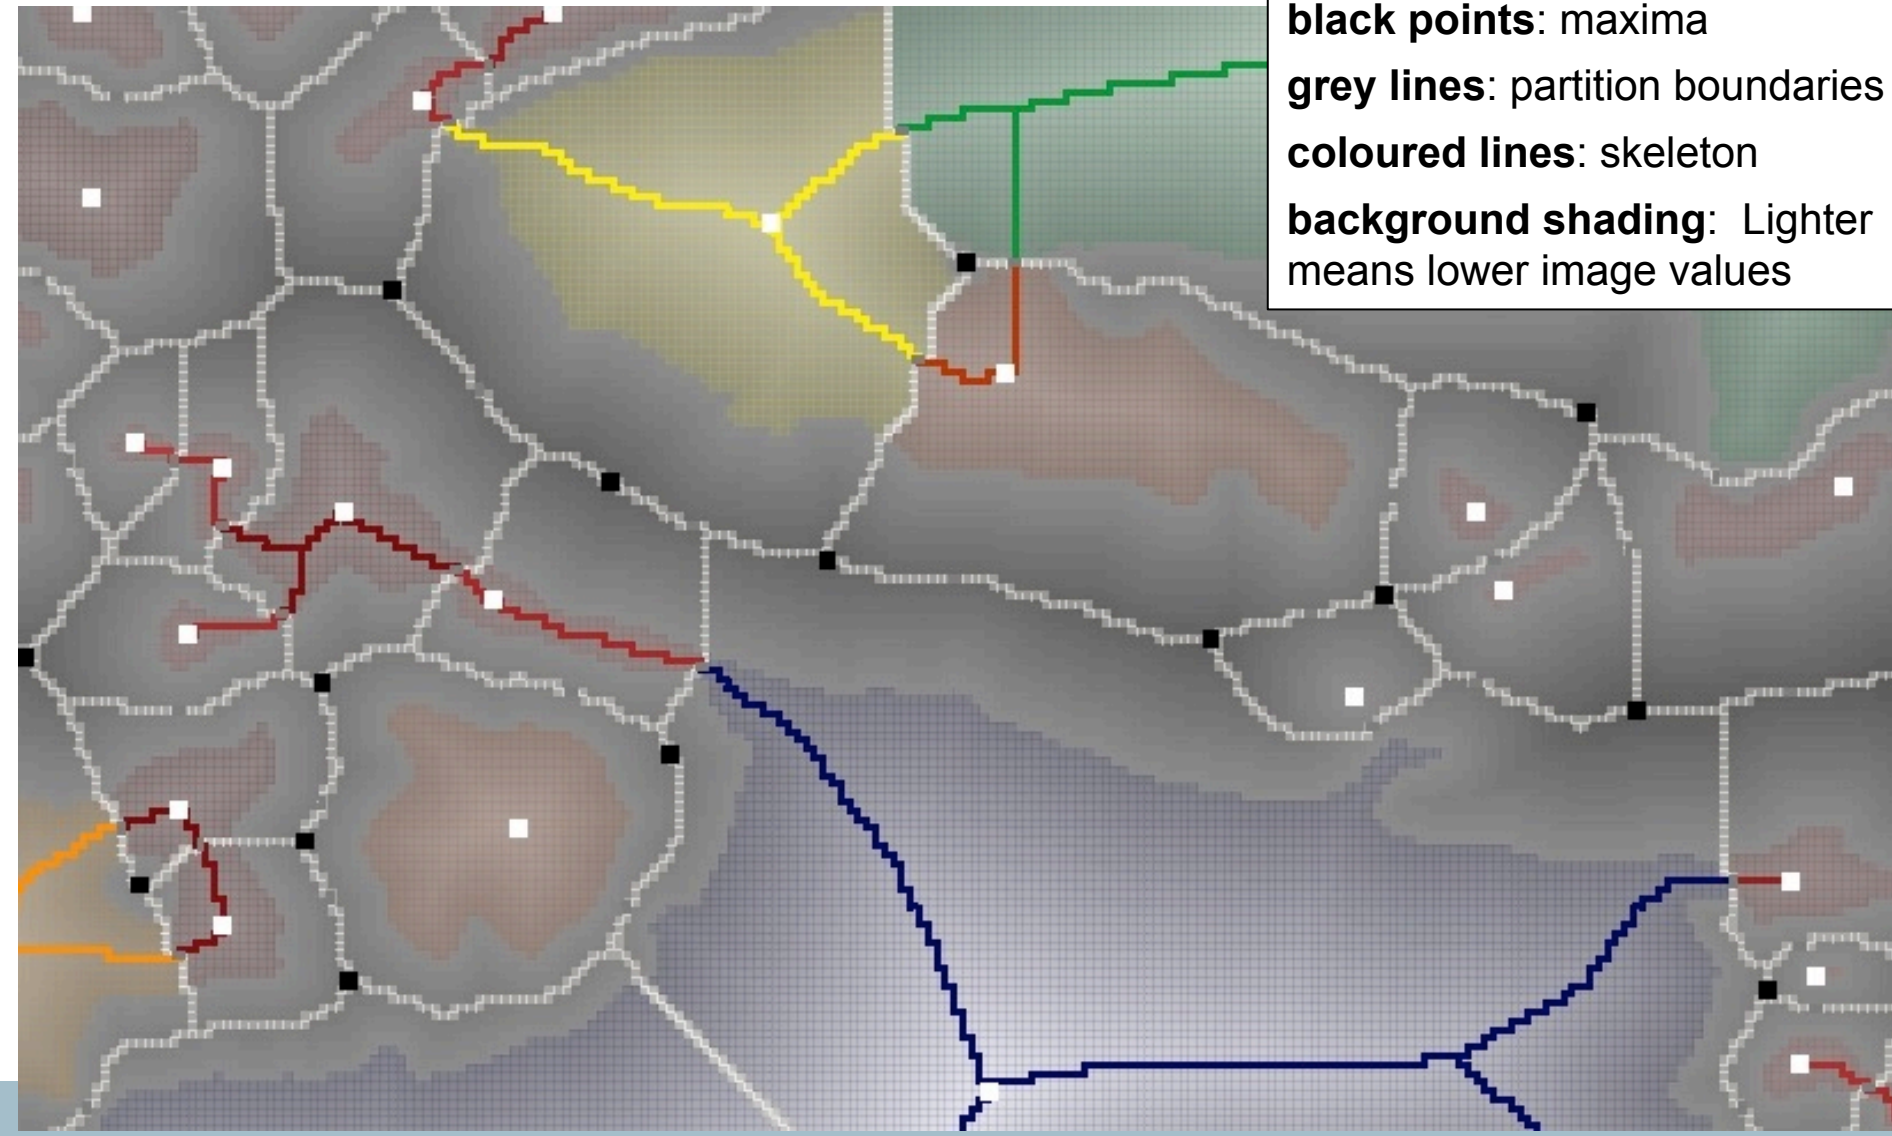 black points: maxima
grey lines: partition boundaries
coloured lines: skeleton
background shading:  Lighter
means lower image values